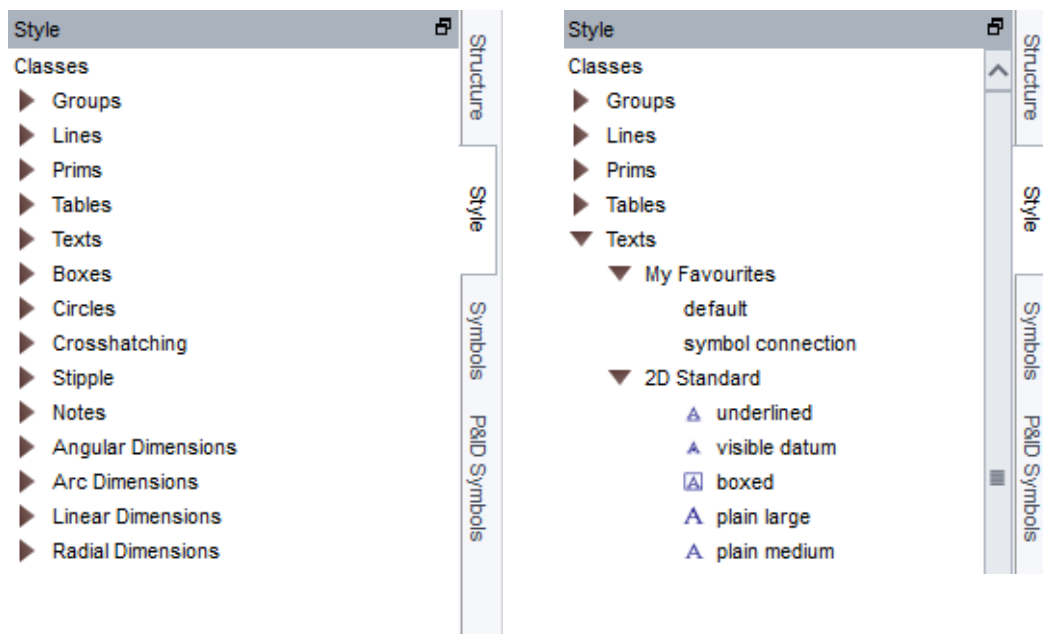 Style
Classes
Groups
Lines
Prims
Tables
Texts
Boxes
Circles
Crosshatching
Stipple
Notes
Angular Dimensions
Arc Dimensions
Linear Dimensions
Radial Dimensions
Structure
Style
Symbols
P&ID Symbols
Style
Classes
Groups
Lines
Prims
Tables
Texts
My Favourites
default
symbol connection
2D Standard
A underlined
A visible datum
A boxed
A plain large
A plain medium
Structure
Style
Symbols
P&ID Symbols